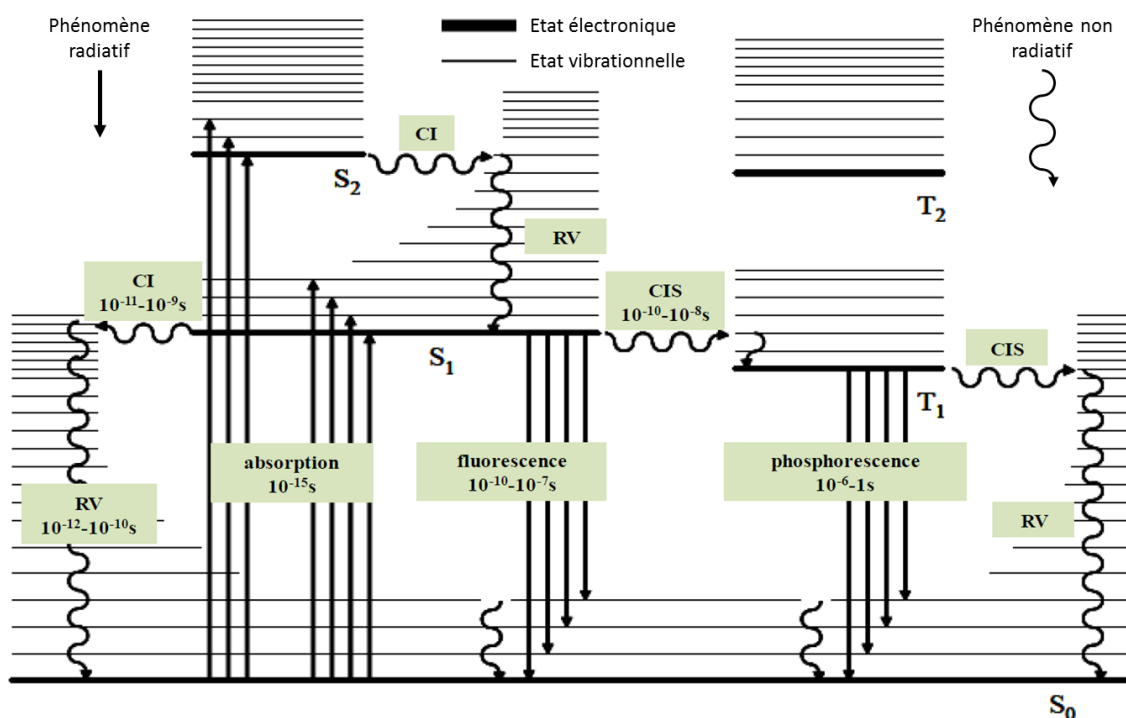 Phénomène
radiatif
Etat électronique
Etat vibrationnelle
Phénomène non
radiatif
CI
S₂
T₂
RV
CI
10⁻¹¹-10⁻⁹s
CIS
10⁻¹⁰-10⁻⁸s
S₁
CIS
T₁
absorption
10⁻¹⁵s
fluorescence
10⁻¹⁰-10⁻⁷s
phosphorescence
10⁻⁶-1s
RV
10⁻¹²-10⁻¹⁰s
RV
S₀